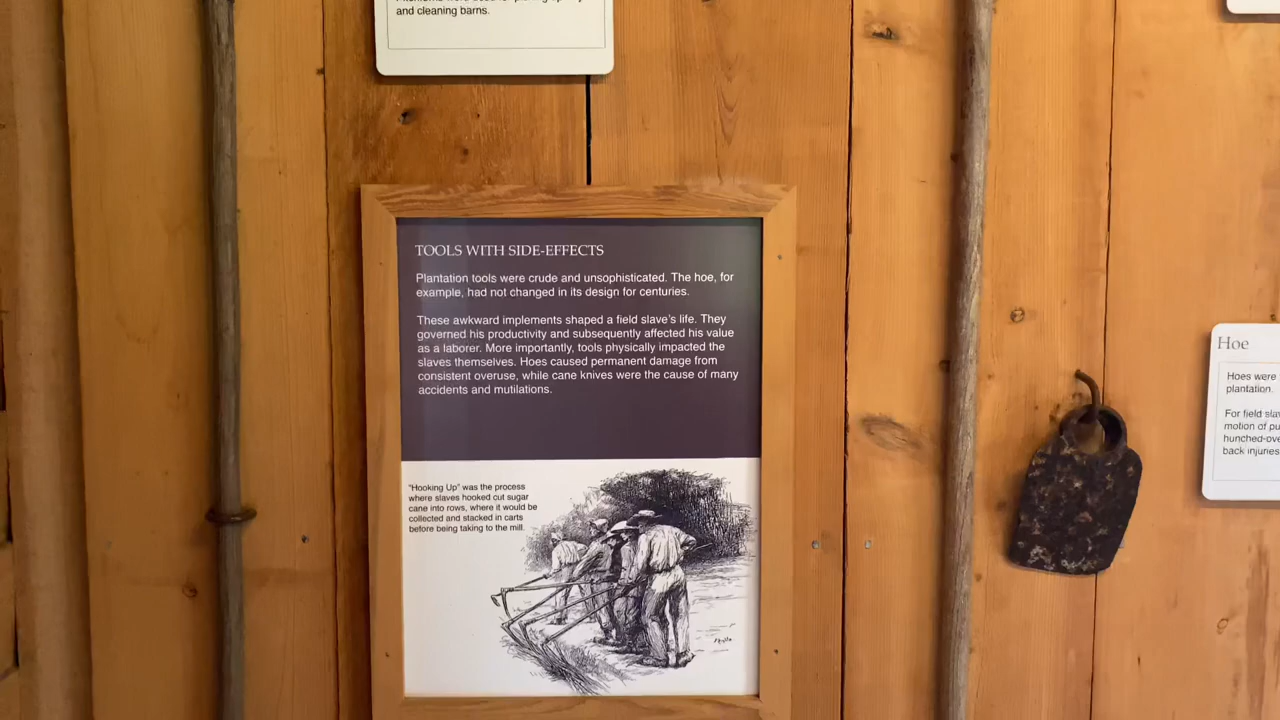 and cleaning barns.
TOOLS WITH SIDE-EFFECTS
Plantation tools were crude and unsophisticated. The hoe, for
example, had not changed in its design for centuries.
These awkward implements shaped a field slave's life. They
governed his productivity and subsequently affected his value
as a laborer. More importantly, tools physically impacted the
slaves themselves. Hoes caused permanent damage from
consistent overuse, while cane knives were the cause of many
accidents and mutilations.
"Hooking Up" was the process
where slaves hooked cut sugar
cane into rows, where it would be
collected and stacked in carts
before being taking to the mill.
Hoe
Hoes were
plantation.
For field
motion of
back injuries